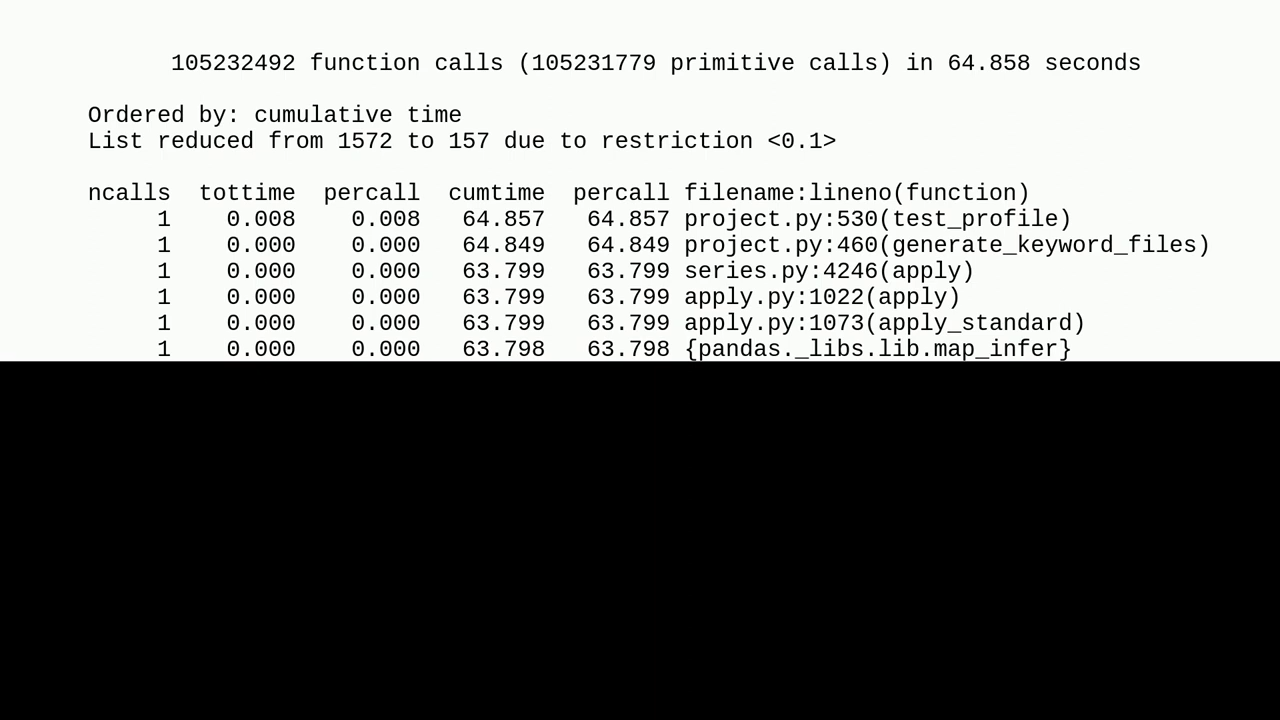 105232492 function calls (105231779 primitive calls) in 64.858 seconds
Ordered by: cumulative time
List reduced from 1572 to 157 due to restriction <0.1>
ncalls  tottime  percall  cumtime  percall filename:lineno(function)
1    0.008    0.008   64.857   64.857 project.py:530(test_profile)
1    0.000    0.000   64.849   64.849 project.py:460(generate_keyword_files)
1    0.000    0.000   63.799   63.799 series.py:4246(apply)
1    0.000    0.000   63.799   63.799 apply.py:1022(apply)
1    0.000    0.000   63.799   63.799 apply.py:1073(apply_standard)
1    0.000    0.000   63.798   63.798 {pandas._libs.lib.map_infer}